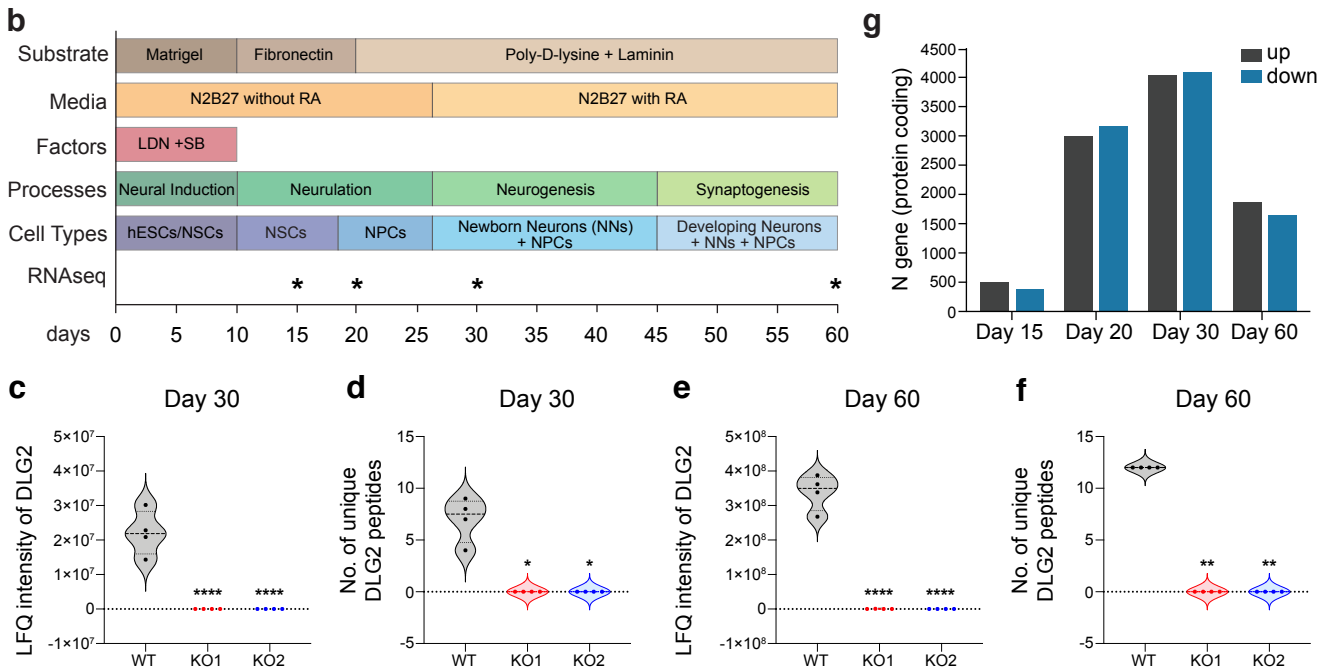 b
Substrate
Matrigel
Fibronectin
Poly-D-lysine + Laminin
Media
N2B27 without RA
N2B27 with RA
Factors
LDN +SB
Processes
Neural Induction
Neurulation
Neurogenesis
Synaptogenesis
Cell Types
hESCs/NSCs
NSCs
NPCs
Newborn Neurons (NNs)
+ NPCs
Developing Neurons
+ NNs + NPCs
RNAseq
* * * *
days
0 5 10 15 20 25 30 35 40 45 50 55 60
g
N gene (protein coding)
4500
4000
3500
3000
2500
2000
1500
1000
500
0
up
down
Day 15 Day 20 Day 30 Day 60
c
Day 30
LFQ intensity of DLG2
5×10⁷
4×10⁷
3×10⁷
2×10⁷
1×10⁷
0
-1×10⁷
**** ****
WT KO1 KO2
d
Day 30
No. of unique
DLG2 peptides
15
10
5
0
-5
* *
WT KO1 KO2
e
Day 60
LFQ intensity of DLG2
5×10⁸
4×10⁸
3×10⁸
2×10⁸
1×10⁸
0
-1×10⁸
**** ****
WT KO1 KO2
f
Day 60
No. of unique
DLG2 peptides
15
10
5
0
-5
** **
WT KO1 KO2